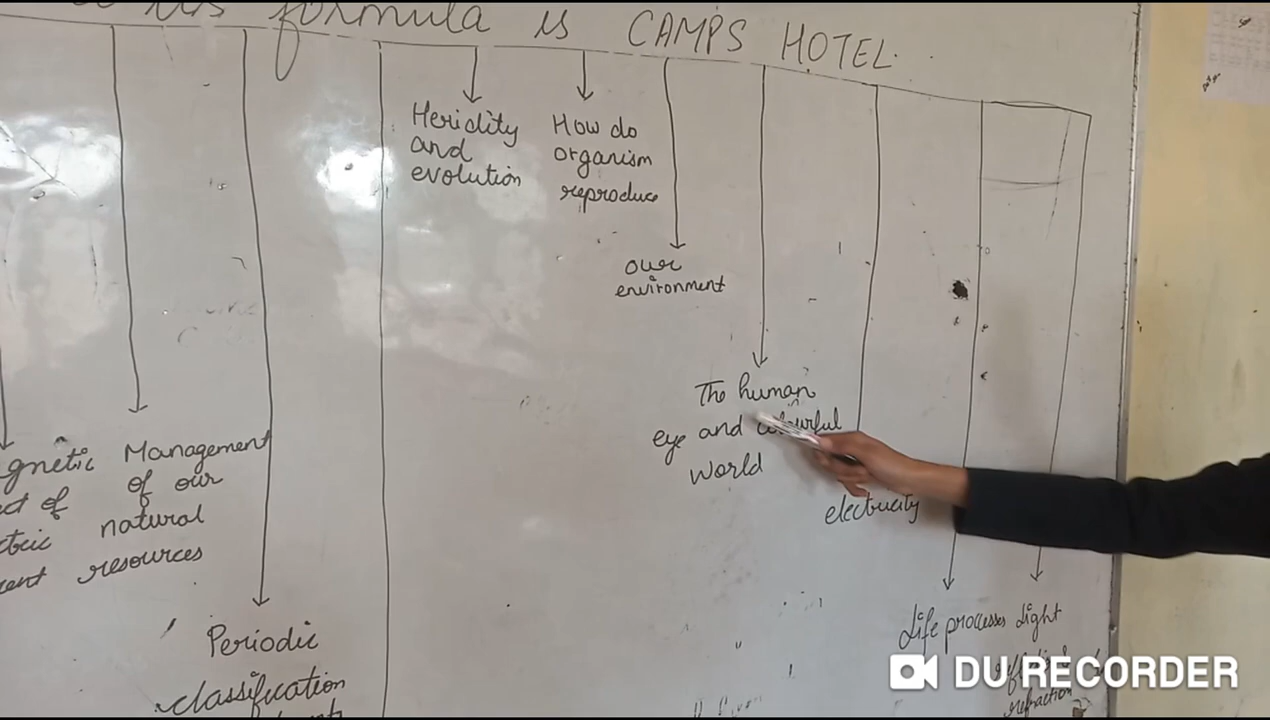 formula is CAMPS HOTEL.
Heridity
and
evolution
How do
organism
reproduce
our
environment
The human
eye and colourful
world
electricity
gnetic
Management
of our
natural
resources
Periodic
classification
Life processes
Light
refraction
DU RECORDER